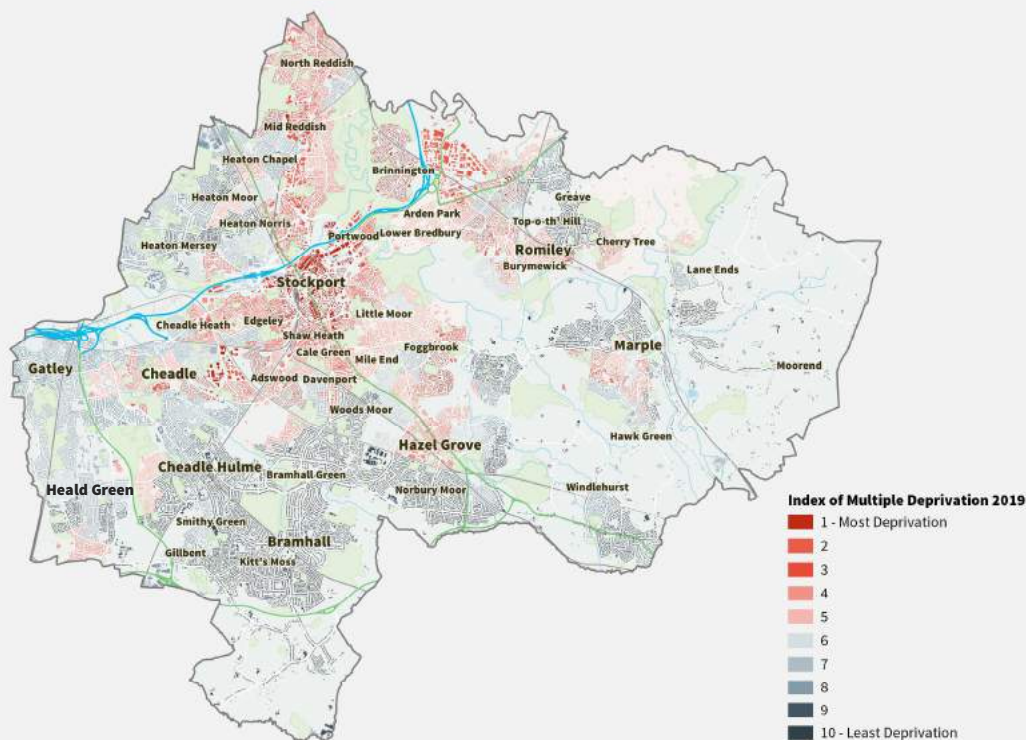 North Reddish
Mid Reddish
Heaton Chapel
Brinnington
Heaton Moor
Greave
Arden Park
Top-o-th' Hill
Heaton Norris
Portwood
Lower Bredbury
Heaton Mersey
Romiley
Cherry Tree
Burymewick
Lane Ends
Stockport
Little Moor
Cheadle Heath
Edgeley
Shaw Heath
Marple
Foggbrook
Cale Green
Mile End
Gatley
Cheadle
Moorend
Adswood
Davenport
Woods Moor
Hazel Grove
Hawk Green
Cheadle Hulme
Bramhall Green
Heald Green
Norbury Moor
Windlehurst
Smithy Green
Bramhall
Gillbent
Kitt's Moss
Index of Multiple Deprivation 2019
1 - Most Deprivation
2
3
4
5
6
7
8
9
10 - Least Deprivation